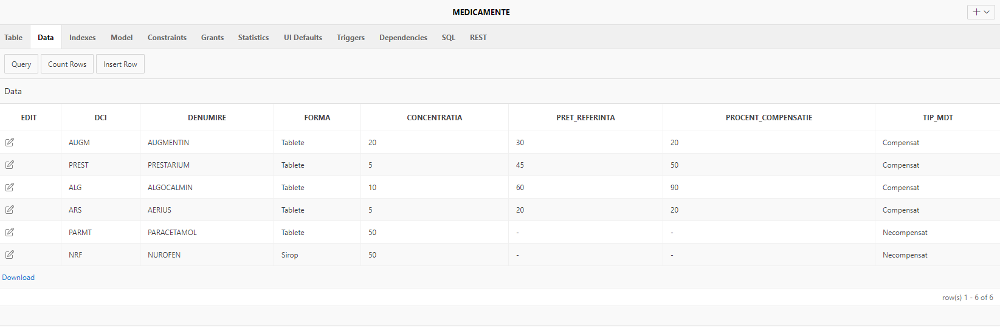 MEDICAMENTE
Table Data Indexes Model Constraints Grants Statistics UI Defaults Triggers Dependencies SQL REST
Query Count Rows Insert Row
Data
EDIT DCI DENUMIRE FORMA CONCENTRATIA PRET_REFERINTA PROCENT_COMPENSATIE TIP_MDT
AUGM AUGMENTIN Tablete 20 30 20 Compensat
PREST PRESTARIUM Tablete 5 45 50 Compensat
ALG ALGOCALMIN Tablete 10 60 90 Compensat
ARS AERIUS Tablete 5 20 20 Compensat
PARMT PARACETAMOL Tablete 50 - - Necompensat
NRF NUROFEN Sirop 50 - - Necompensat
Download
row(s) 1 - 6 of 6